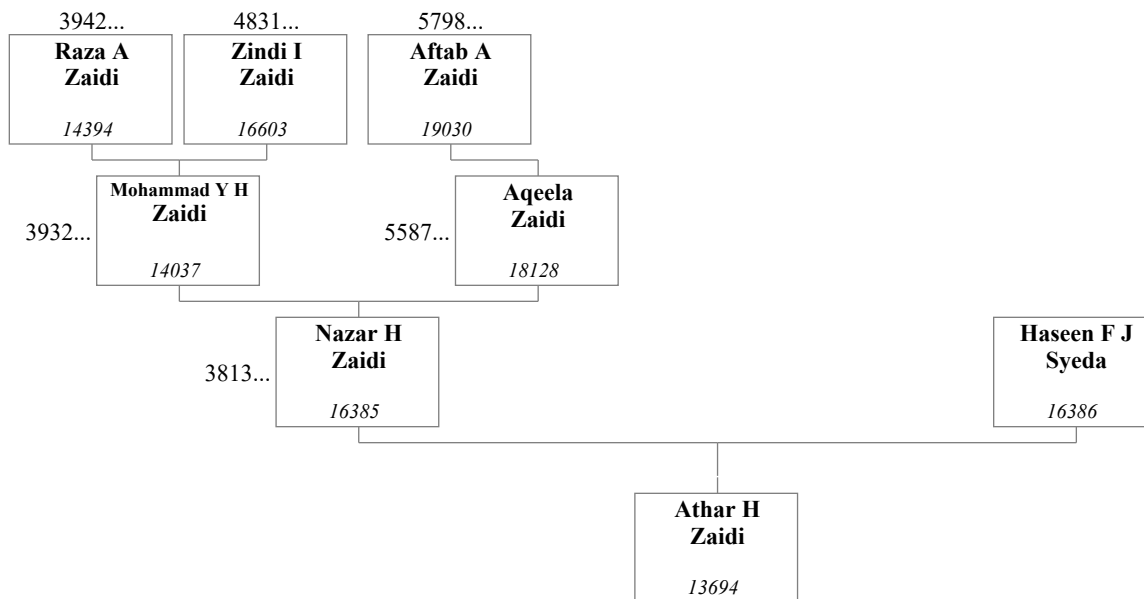 3942...
4831...
5798...
Raza A
Zaidi
14394
Zindi I
Zaidi
16603
Aftab A
Zaidi
19030
Mohammad Y H
Zaidi
14037
3932...
Aqeela
Zaidi
18128
5587...
Nazar H
Zaidi
16385
3813...
Haseen F J
Syeda
16386
Athar H
Zaidi
13694